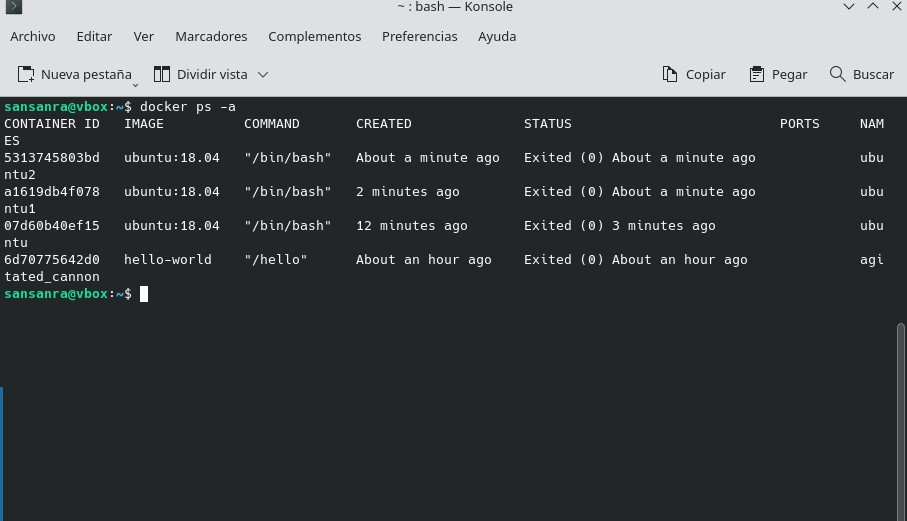 ~ : bash — Konsole
Archivo Editar Ver Marcadores Complementos Preferencias Ayuda
Nueva pestaña Dividir vista Copiar Pegar Buscar
sansanra@vbox:~$ docker ps -a
CONTAINER ID   IMAGE          COMMAND       CREATED              STATUS                          PORTS     NAM
ES
5313745803bd   ubuntu:18.04   "/bin/bash"   About a minute ago   Exited (0) About a minute ago             ubu
ntu2
a1619db4f078   ubuntu:18.04   "/bin/bash"   2 minutes ago        Exited (0) About a minute ago             ubu
ntu1
07d60b40ef15   ubuntu:18.04   "/bin/bash"   12 minutes ago       Exited (0) 3 minutes ago                  ubu
ntu
6d70775642d0   hello-world    "/hello"      About an hour ago    Exited (0) About an hour ago              agi
tated_cannon
sansanra@vbox:~$